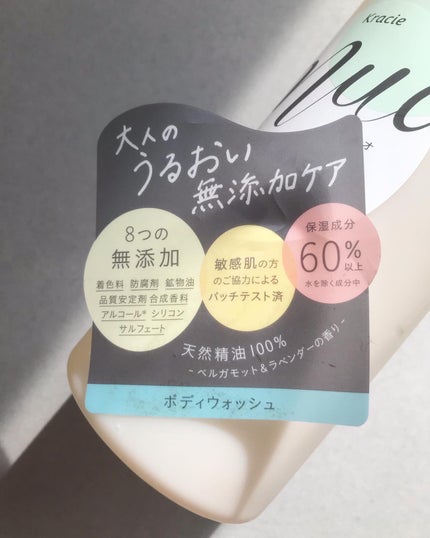 Kracie
nuo
オ
大人の
うるおい
無添加ケア
8つの
無添加
着色料 防腐剤 鉱物油
品質安定剤 合成香料
アルコール* シリコン
サルフェート
敏感肌の方
のご協力による
パッチテスト済
保湿成分
60%以上
水を除く成分中
天然精油100%
- ベルガモット&ラベンダーの香り -
ボディウォッシュ